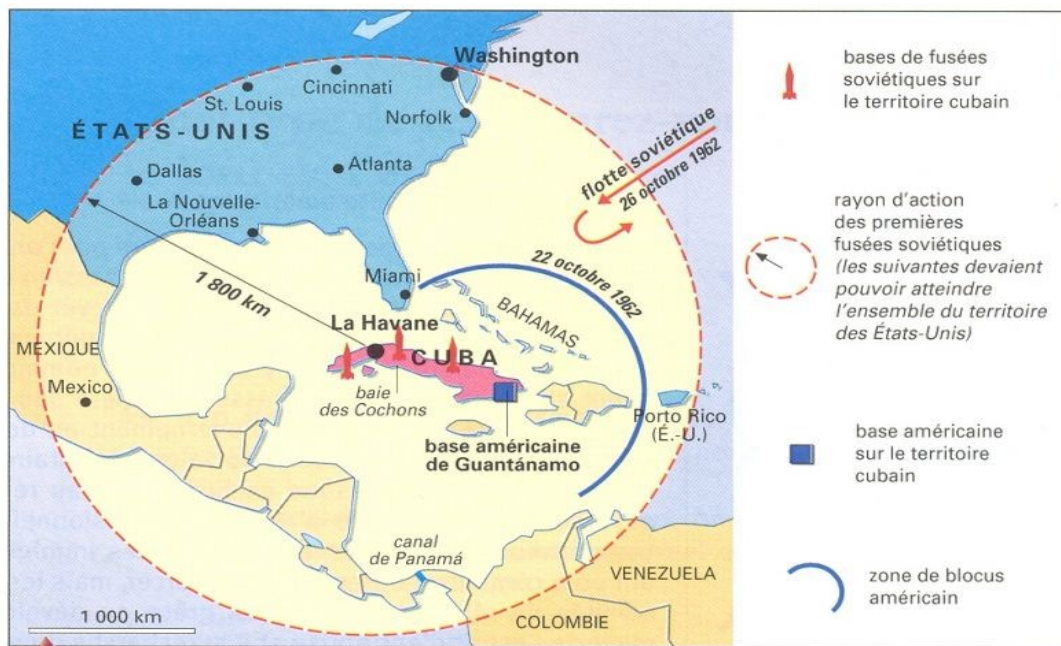 Washington
Cincinnati
St. Louis
Norfolk
ÉTATS-UNIS
Dallas
Atlanta
La Nouvelle-
Orléans
flotte soviétique
26 octobre 1962
1 800 km
Miami
22 octobre 1962
BAHAMAS
La Havane
CUBA
MEXIQUE
Mexico
baie
des Cochons
base américaine
de Guantánamo
Porto Rico
(É.-U.)
canal
de Panamá
VENEZUELA
COLOMBIE
1 000 km
bases de fusées
soviétiques sur
le territoire cubain
rayon d'action
des premières
fusées soviétiques
(les suivantes devaient
pouvoir atteindre
l'ensemble du territoire
des États-Unis)
base américaine
sur le territoire
cubain
zone de blocus
américain